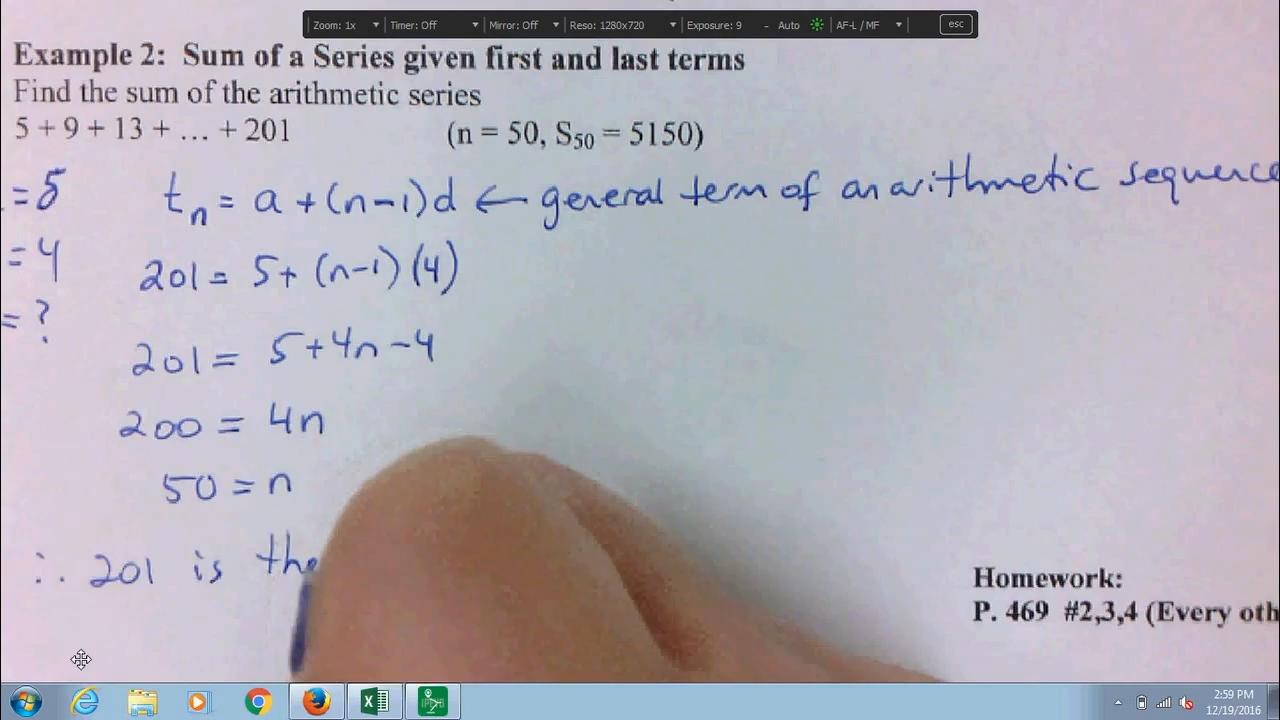 Zoom: 1x Timer: Off Mirror: Off Reso: 1280x720 Exposure: 9 - Auto AF-L / MF esc
Example 2: Sum of a Series given first and last terms
Find the sum of the arithmetic series
5 + 9 + 13 + … + 201 (n = 50, S50 = 5150)
= 5 tn = a + (n-1)d ← general term of an arithmetic sequence
= 4 201 = 5 + (n-1)(4)
= ?
201 = 5 + 4n - 4
200 = 4n
50 = n
∴ 201 is the
Homework:
P. 469 #2,3,4 (Every oth
2:59 PM
12/19/2016